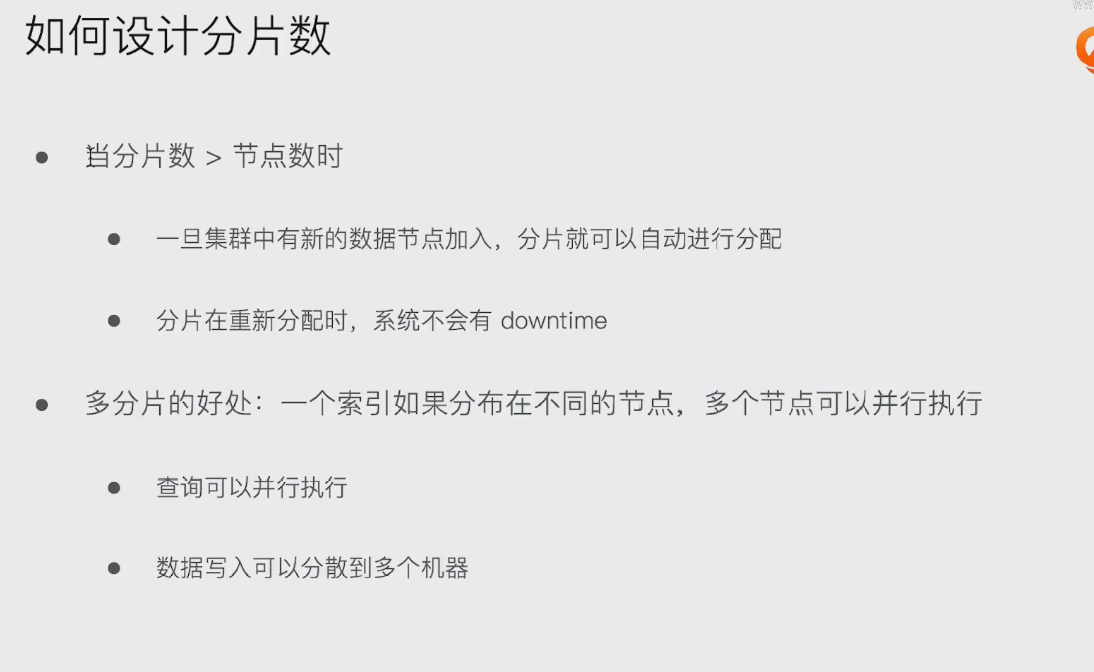 如何设计分片数
当分片数 > 节点数时
一旦集群中有新的数据节点加入，分片就可以自动进行分配
分片在重新分配时，系统不会有 downtime
多分片的好处：一个索引如果分布在不同的节点，多个节点可以并行执行
查询可以并行执行
数据写入可以分散到多个机器